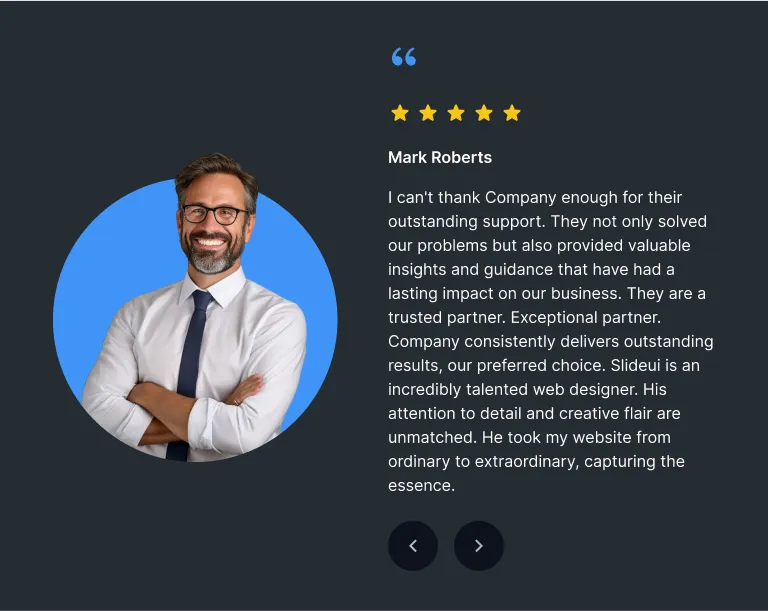 “
Mark Roberts
I can't thank Company enough for their
outstanding support. They not only solved
our problems but also provided valuable
insights and guidance that have had a
lasting impact on our business. They are a
trusted partner. Exceptional partner.
Company consistently delivers outstanding
results, our preferred choice. Slideui is an
incredibly talented web designer. His
attention to detail and creative flair are
unmatched. He took my website from
ordinary to extraordinary, capturing the
essence.